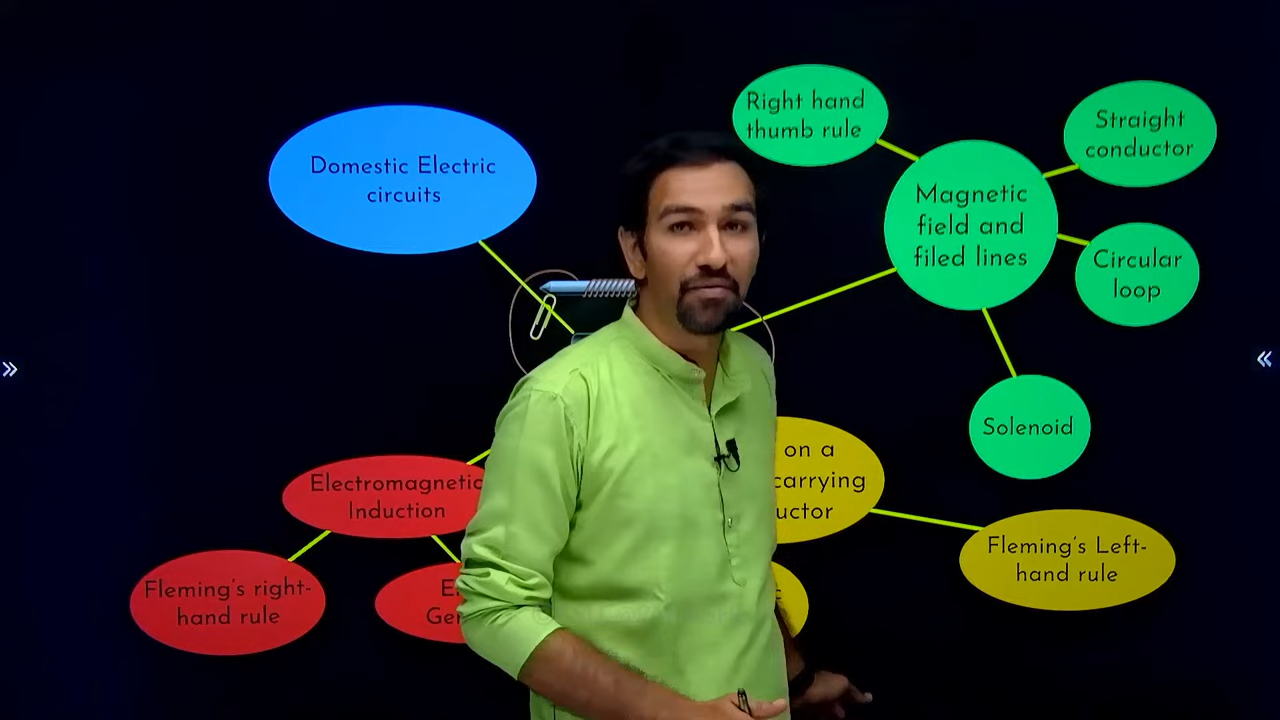 Right hand
thumb rule
Straight
conductor
Domestic Electric
circuits
Magnetic
field and
filed lines
Circular
loop
Solenoid
on a
carrying
Electromagnetic
Induction
Fleming's Left-
hand rule
Fleming's right-
hand rule